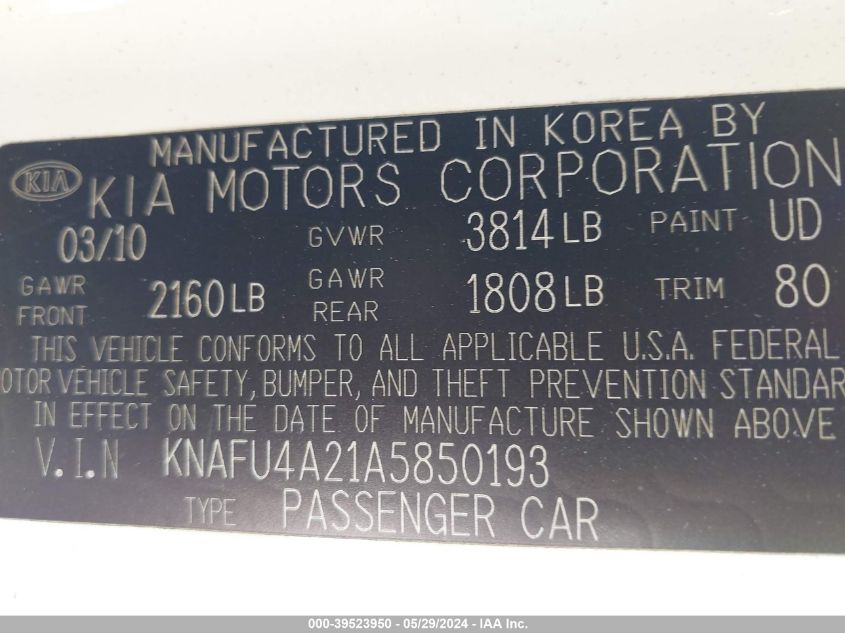 MANUFACTURED IN KOREA BY
KIA KIA MOTORS CORPORATION
03/10 GVWR 3814 LB PAINT UD
GAWR FRONT 2160 LB GAWR REAR 1808 LB TRIM 80
THIS VEHICLE CONFORMS TO ALL APPLICABLE U.S.A. FEDERAL
OTOR VEHICLE SAFETY, BUMPER, AND THEFT PREVENTION STANDAR
IN EFFECT ON THE DATE OF MANUFACTURE SHOWN ABOVE
V.I.N KNAFU4A21A5850193
TYPE PASSENGER CAR
000-39523950 - 05/29/2024 - IAA Inc.